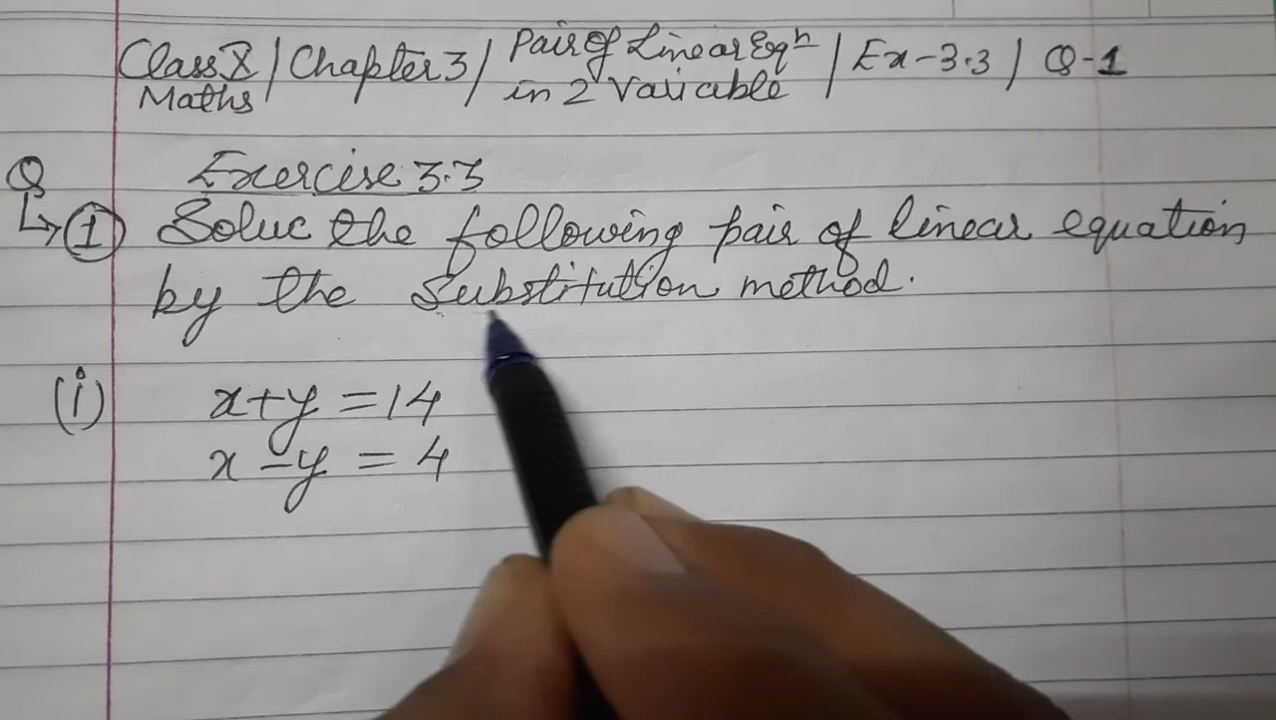 Class X / Chapter 3 / Pair of Linear Eqⁿ / Ex-3.3 / Q-1
Maths in 2 Variable
Exercise 3.3
Q
↳ ① Solve the following pair of linear equation
by the substitution method.
(i) x+y = 14
x-y = 4